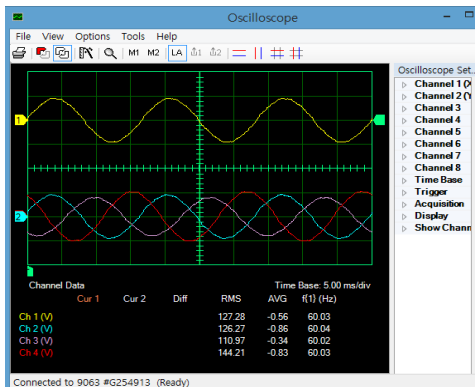 Oscilloscope
File View Options Tools Help
M1 M2 LA 1 2
Oscilloscope Set...
Channel 1 (X
Channel 2 (Y
Channel 3
Channel 4
Channel 5
Channel 6
Channel 7
Channel 8
Time Base
Trigger
Acquisition
Display
Show Chann
1
2
Channel Data Time Base: 5.00 ms/div
Cur 1 Cur 2 Diff RMS AVG f{1} (Hz)
Ch 1 (V) 127.28 -0.56 60.03
Ch 2 (V) 126.27 -0.86 60.04
Ch 3 (V) 110.97 -0.34 60.02
Ch 4 (V) 144.21 -0.83 60.03
Connected to 9063 #G254913 (Ready)